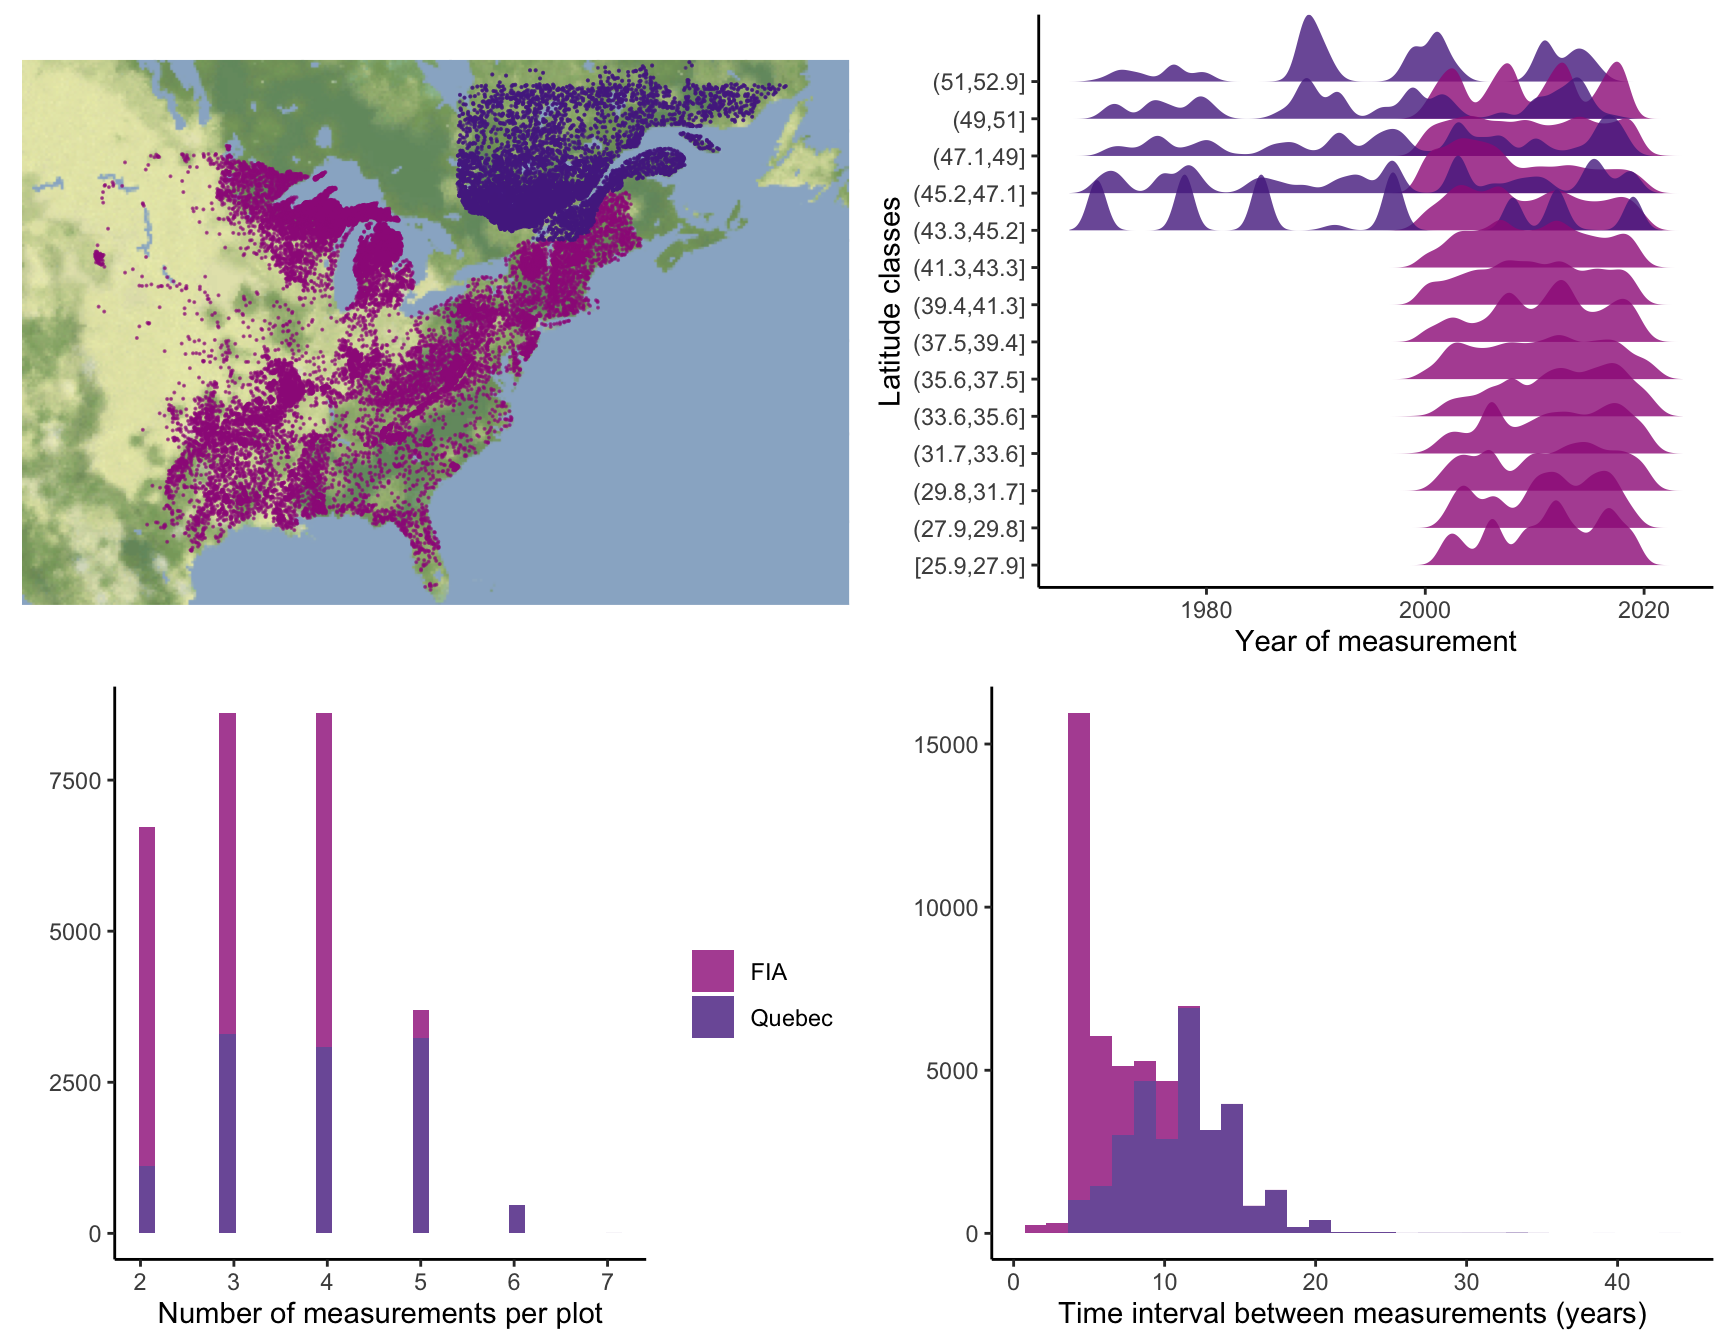 (51,52.9]
(49,51]
(47.1,49]
(45.2,47.1]
(43.3,45.2]
(41.3,43.3]
(39.4,41.3]
(37.5,39.4]
(35.6,37.5]
(33.6,35.6]
(31.7,33.6]
(29.8,31.7]
(27.9,29.8]
[25.9,27.9]
Latitude classes
1980 2000 2020
Year of measurement
7500
5000
2500
0
2 3 4 5 6 7
Number of measurements per plot
FIA
Quebec
15000
10000
5000
0
0 10 20 30 40
Time interval between measurements (years)